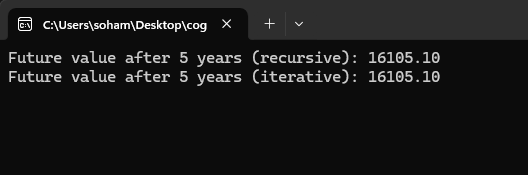 C:\Users\soham\Desktop\cog
Future value after 5 years (recursive): 16105.10
Future value after 5 years (iterative): 16105.10